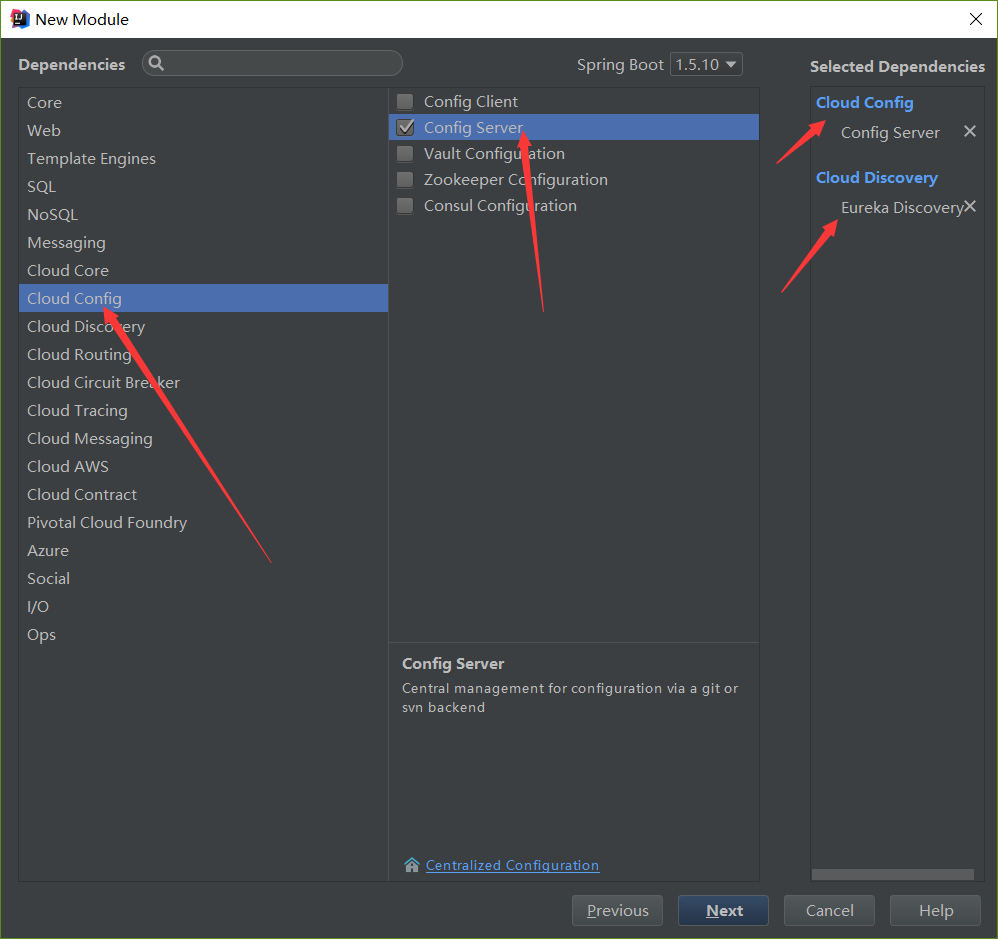 New Module
Dependencies
Spring Boot 1.5.10
Selected Dependencies
Core
Web
Template Engines
SQL
NoSQL
Messaging
Cloud Core
Cloud Config
Cloud Discovery
Cloud Routing
Cloud Circuit Breaker
Cloud Tracing
Cloud Messaging
Cloud AWS
Cloud Contract
Pivotal Cloud Foundry
Azure
Social
I/O
Ops
Config Client
Config Server
Vault Configuration
Zookeeper Configuration
Consul Configuration
Config Server
Central management for configuration via a git or
svn backend
Centralized Configuration
Cloud Config
Config Server
Cloud Discovery
Eureka Discovery
Previous
Next
Cancel
Help